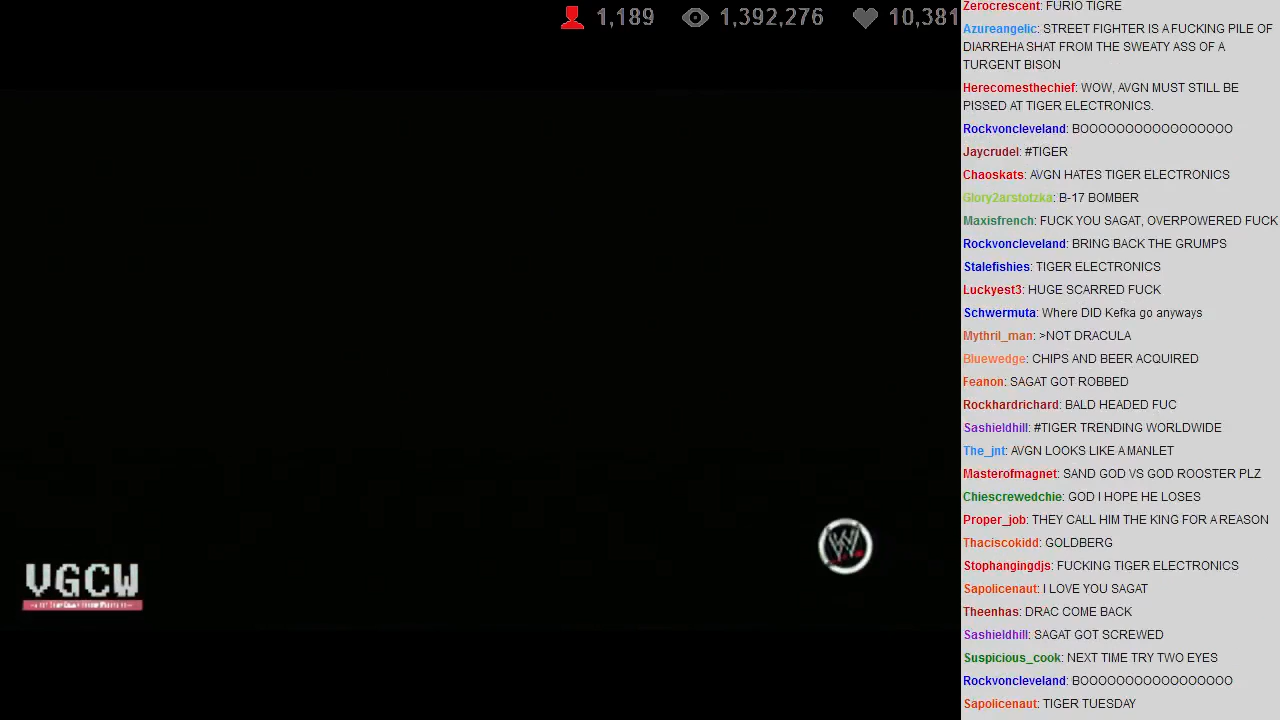 1,189 1,392,276 10,381
Zerocrescent: FURIO TIGRE
Azureangelic: STREET FIGHTER IS A FUCKING PILE OF
DIARREHA SHAT FROM THE SWEATY ASS OF A
TURGENT BISON
Herecomesthechief: WOW, AVGN MUST STILL BE
PISSED AT TIGER ELECTRONICS.
Rockvoncleveland: BOOOOOOOOOOOOOOOOO
Jaycrudel: #TIGER
Chaoskats: AVGN HATES TIGER ELECTRONICS
Glory2arstotzka: B-17 BOMBER
Maxisfrench: FUCK YOU SAGAT, OVERPOWERED FUCK
Rockvoncleveland: BRING BACK THE GRUMPS
Stalefishies: TIGER ELECTRONICS
Luckyest3: HUGE SCARRED FUCK
Schwermuta: Where DID Kefka go anyways
Mythril_man: >NOT DRACULA
Bluewedge: CHIPS AND BEER ACQUIRED
Feanon: SAGAT GOT ROBBED
Rockhardrichard: BALD HEADED FUC
Sashieldhill: #TIGER TRENDING WORLDWIDE
The_jnt: AVGN LOOKS LIKE A MANLET
Masterofmagnet: SAND GOD VS GOD ROOSTER PLZ
Chiescrewedchie: GOD I HOPE HE LOSES
Proper_job: THEY CALL HIM THE KING FOR A REASON
Thaciscokidd: GOLDBERG
Stophangingdjs: FUCKING TIGER ELECTRONICS
Sapolicenaut: I LOVE YOU SAGAT
Theenhas: DRAC COME BACK
Sashieldhill: SAGAT GOT SCREWED
Suspicious_cook: NEXT TIME TRY TWO EYES
Rockvoncleveland: BOOOOOOOOOOOOOOOOO
Sapolicenaut: TIGER TUESDAY
VGCW
W